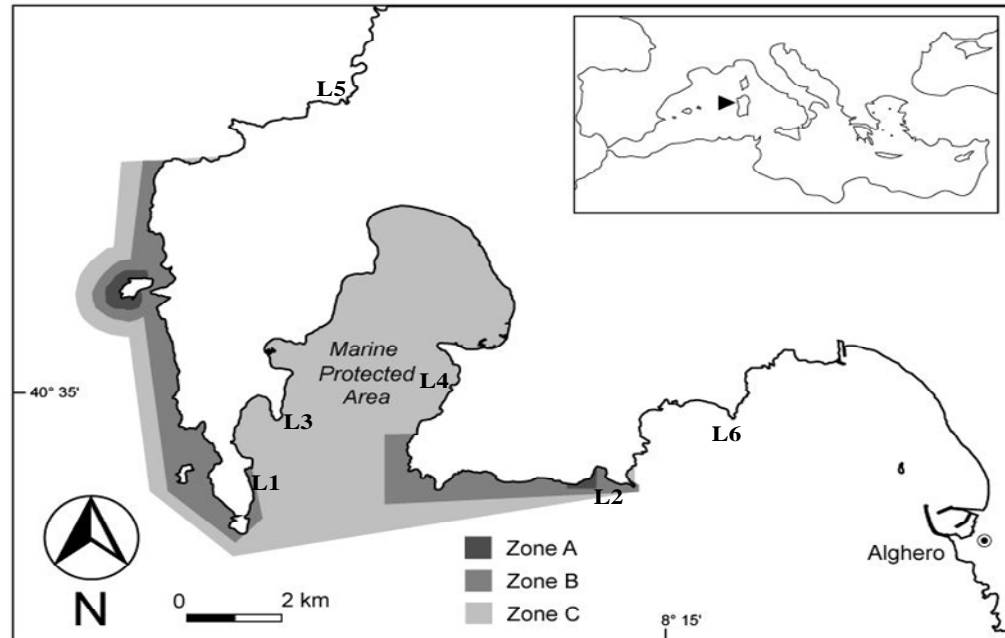 L5
Marine
Protected
Area
40° 35'
L4
L3
L6
L1
L2
Alghero
N
0 2 km
Zone A
Zone B
Zone C
8° 15'